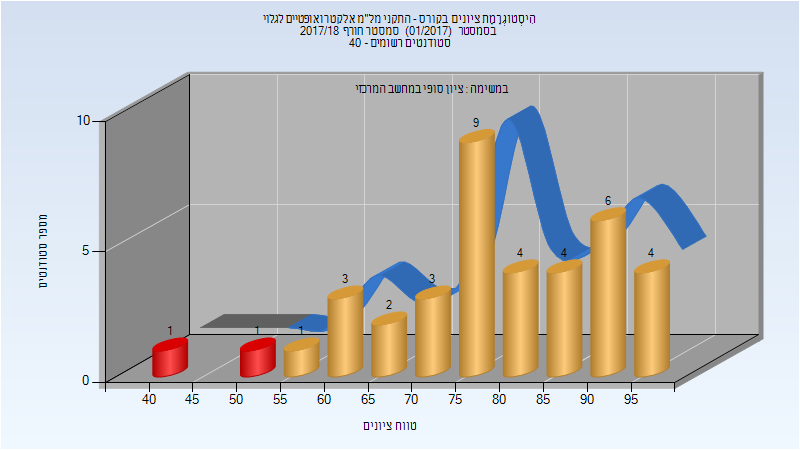 היסטוגרמת ציונים בקורס - התקני מל"מ אלקטרואופטיים לגלוי
בסמסטר (01/2017) סמסטר חורף 2017/18
סטודנטים רשומים - 40
במשימה : ציון סופי במחשב המרכזי
מספר סטודנטים
10
5
0
1
1
1
3
2
3
9
4
4
6
4
40 45 50 55 60 65 70 75 80 85 90 95
טווח ציונים